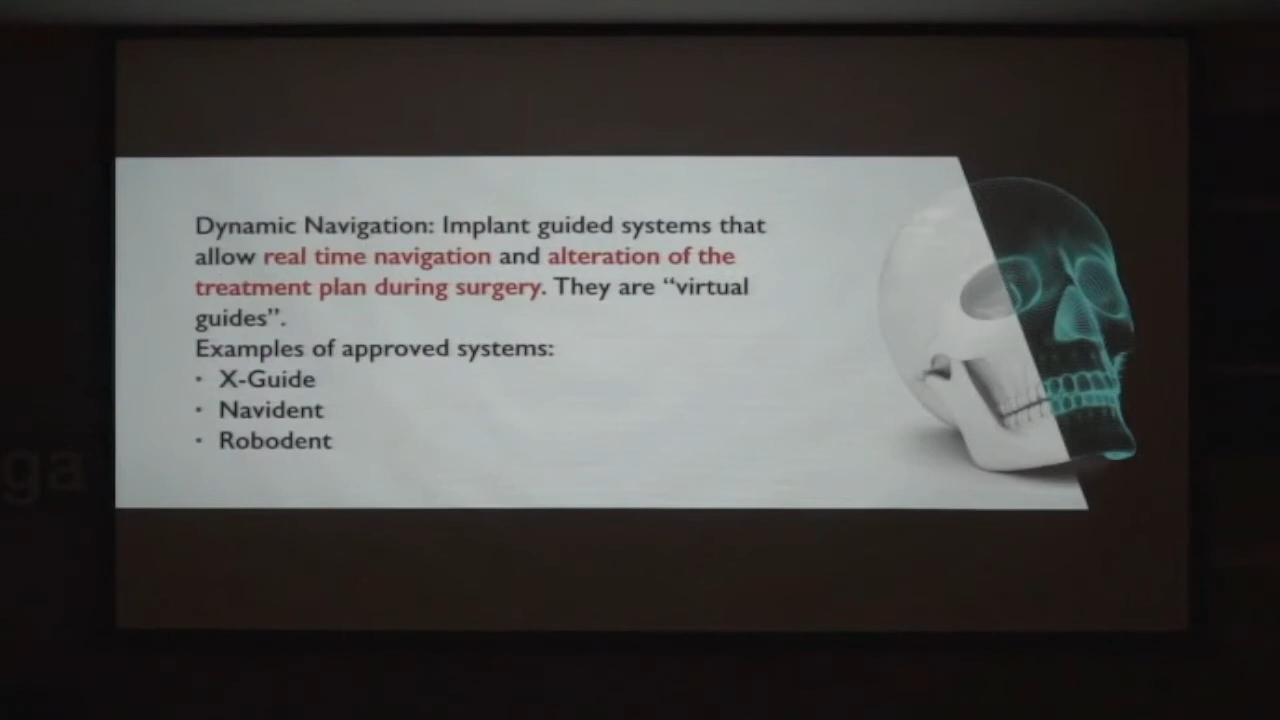 Dynamic Navigation: Implant guided systems that
allow real time navigation and alteration of the
treatment plan during surgery. They are “virtual
guides”.
Examples of approved systems:
• X-Guide
• Navident
• Robodent
ga